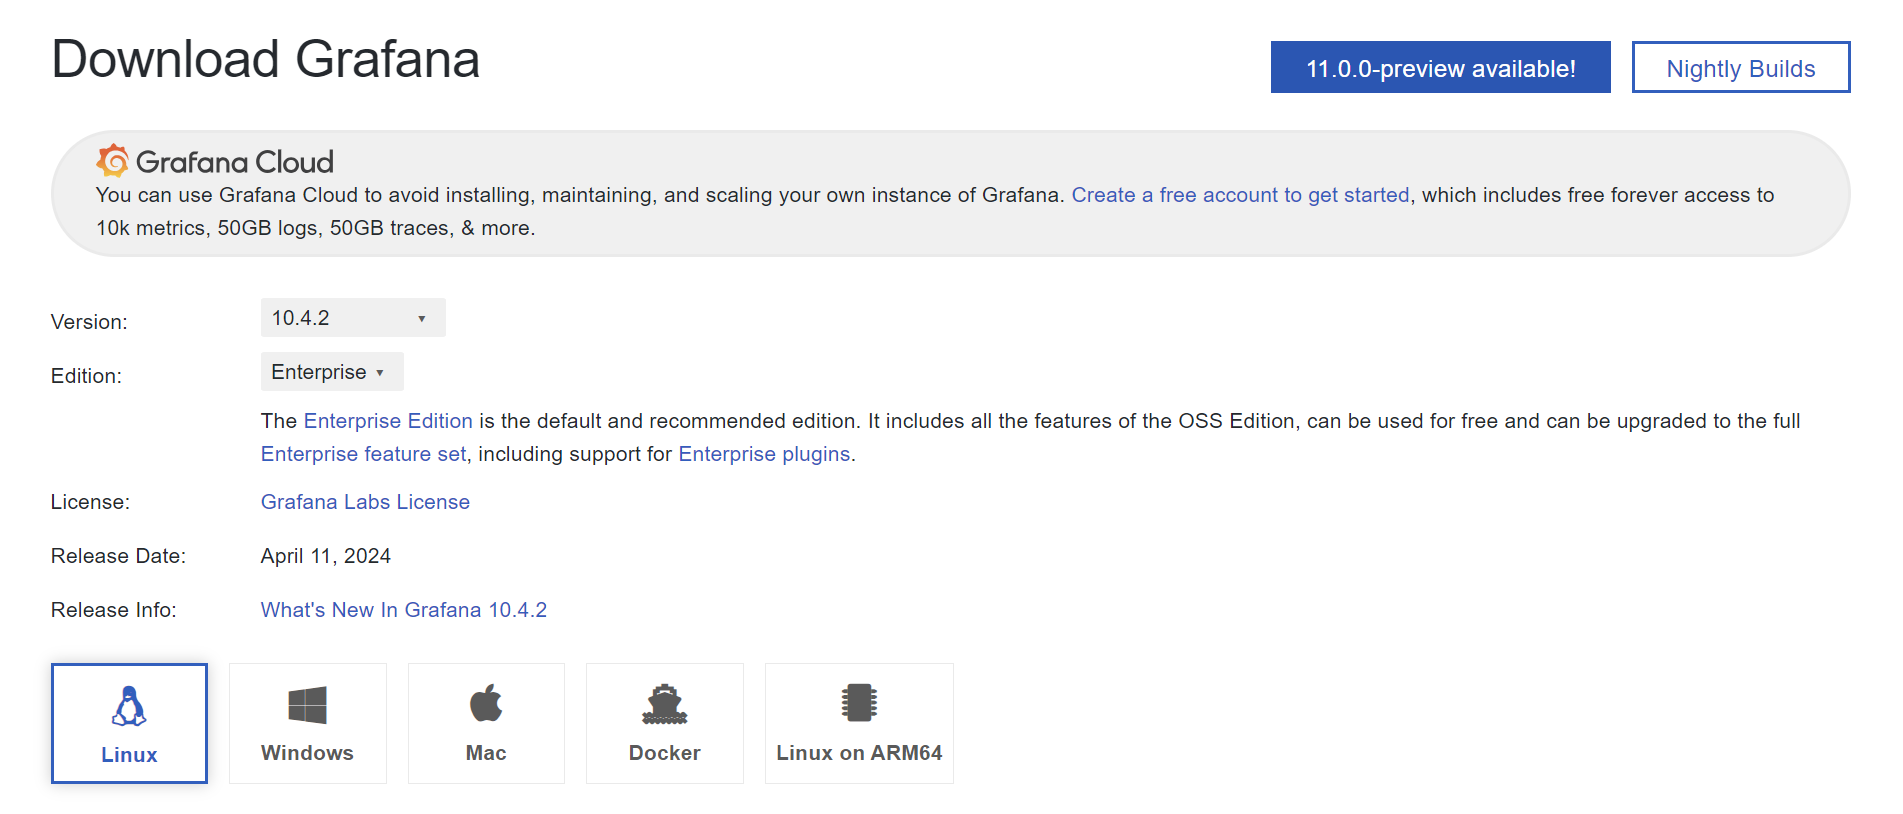 Download Grafana
11.0.0-preview available!
Nightly Builds
Grafana Cloud
You can use Grafana Cloud to avoid installing, maintaining, and scaling your own instance of Grafana. Create a free account to get started, which includes free forever access to
10k metrics, 50GB logs, 50GB traces, & more.
Version: 10.4.2
Edition: Enterprise
The Enterprise Edition is the default and recommended edition. It includes all the features of the OSS Edition, can be used for free and can be upgraded to the full
Enterprise feature set, including support for Enterprise plugins.
License: Grafana Labs License
Release Date: April 11, 2024
Release Info: What's New In Grafana 10.4.2
Linux
Windows
Mac
Docker
Linux on ARM64